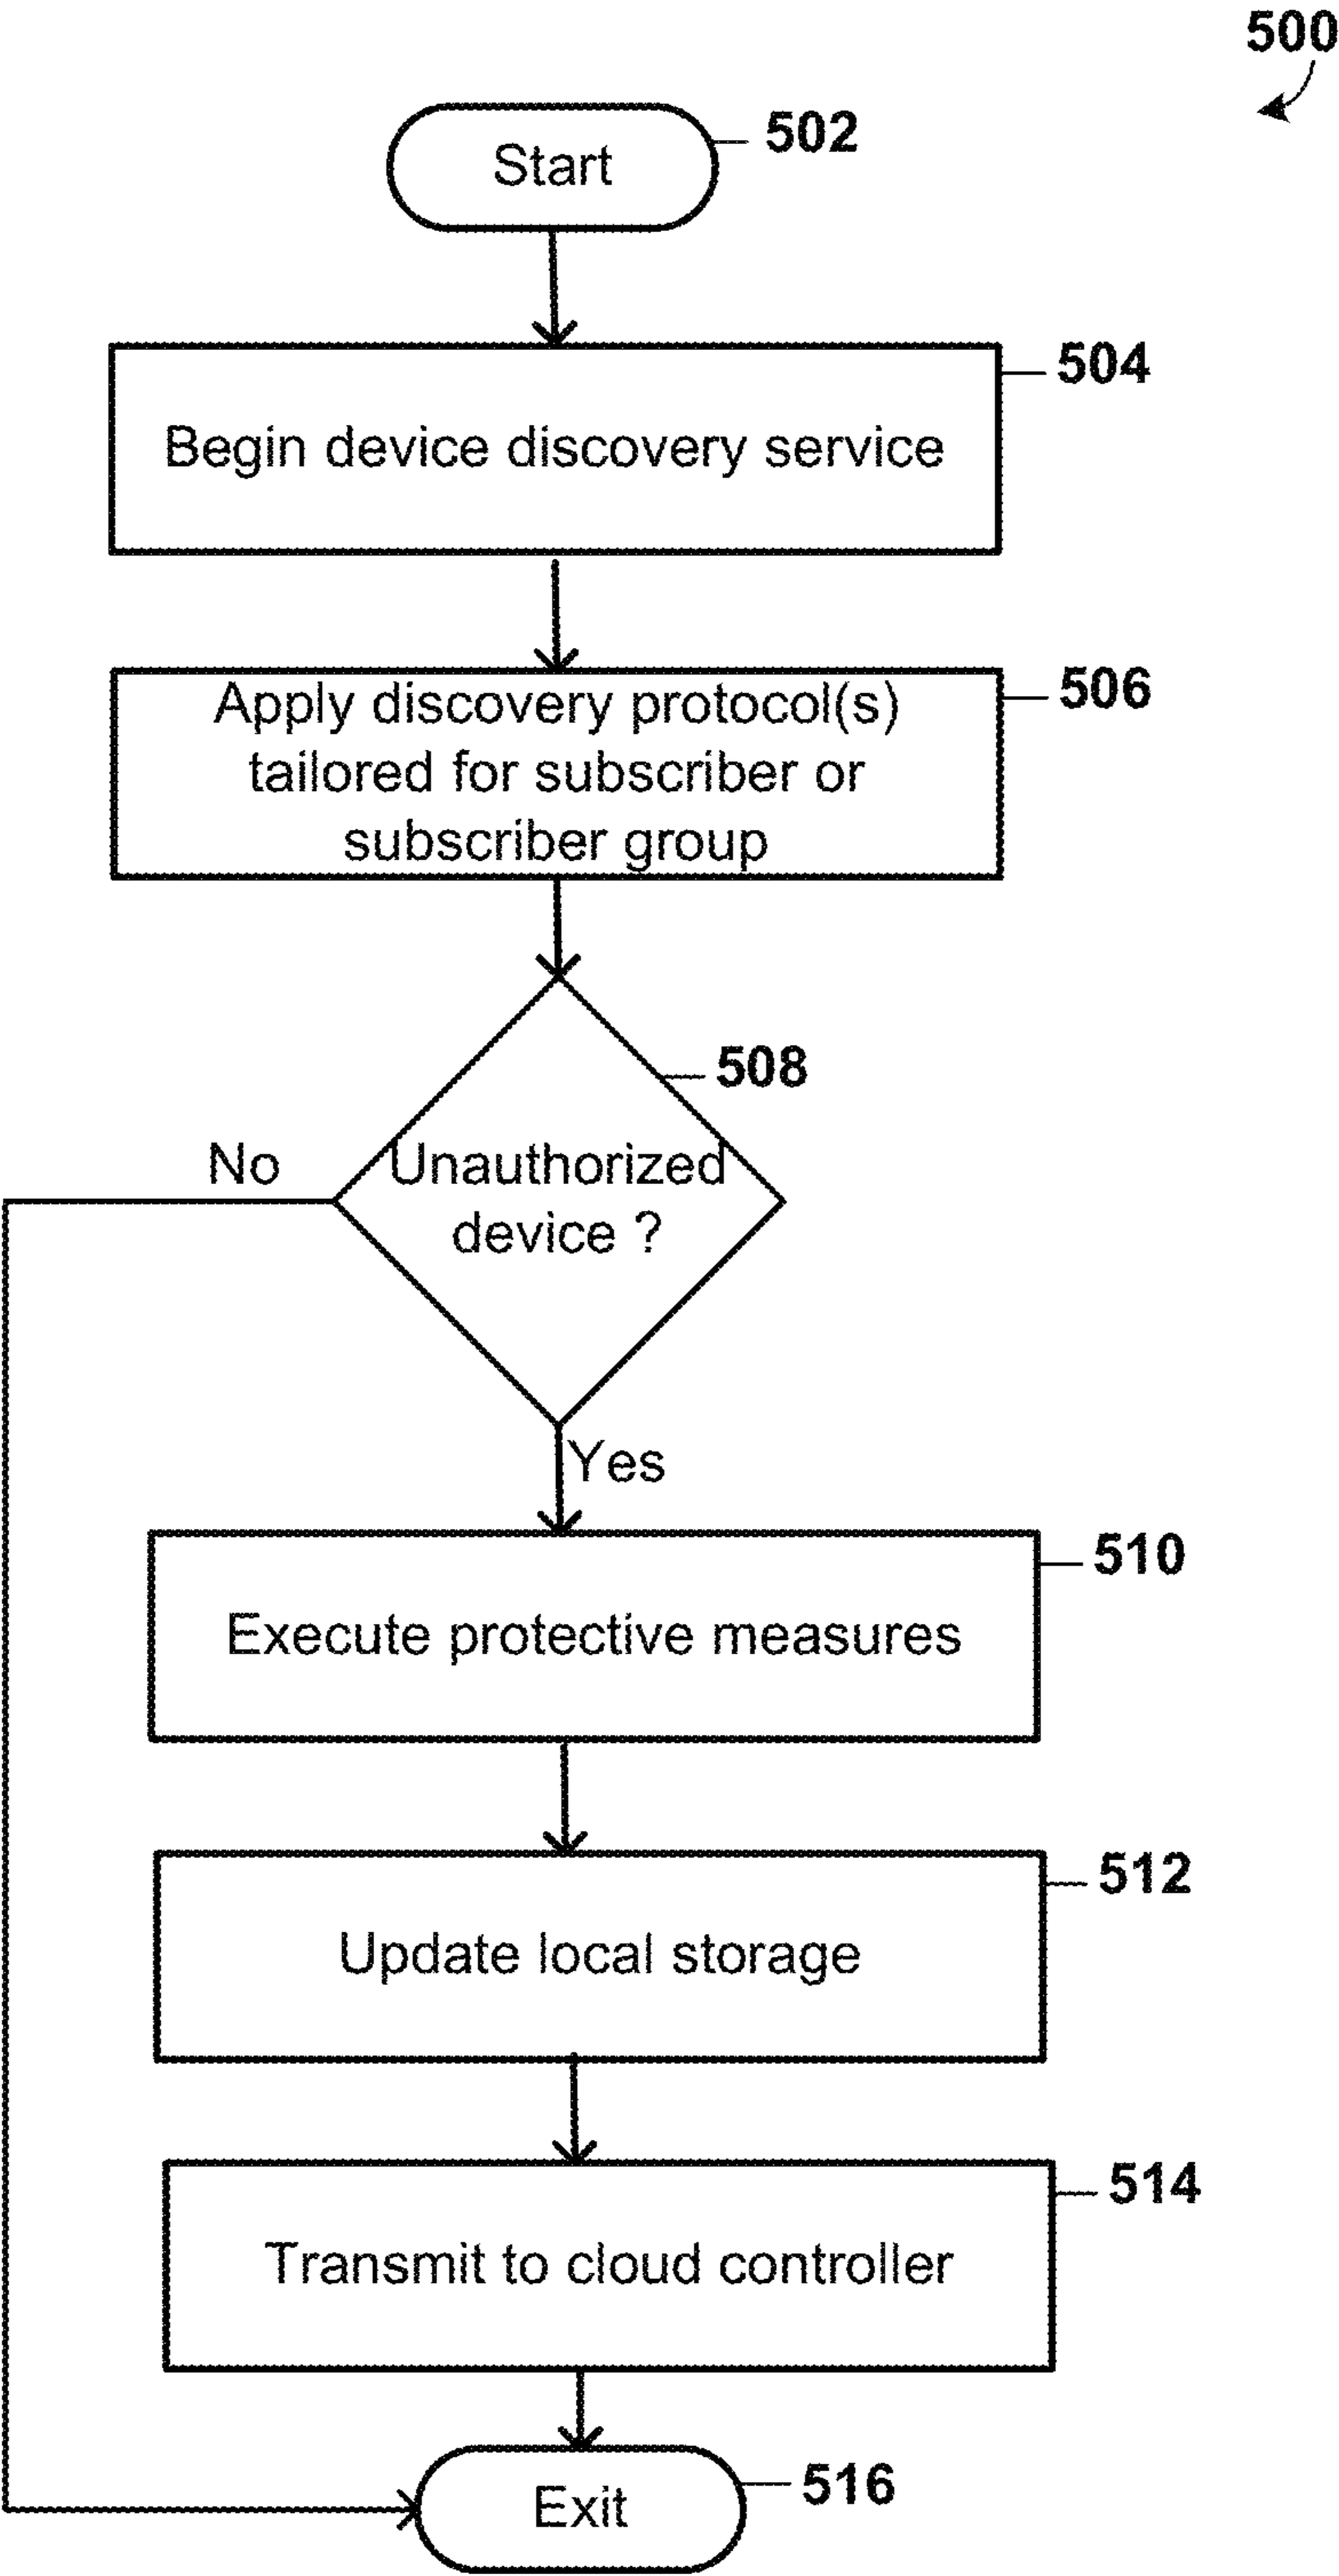 500
502
Start
504
Begin device discovery service
506
Apply discovery protocol(s)
tailored for subscriber or
subscriber group
508
No
Unauthorized
device ?
Yes
510
Execute protective measures
512
Update local storage
514
Transmit to cloud controller
516
Exit